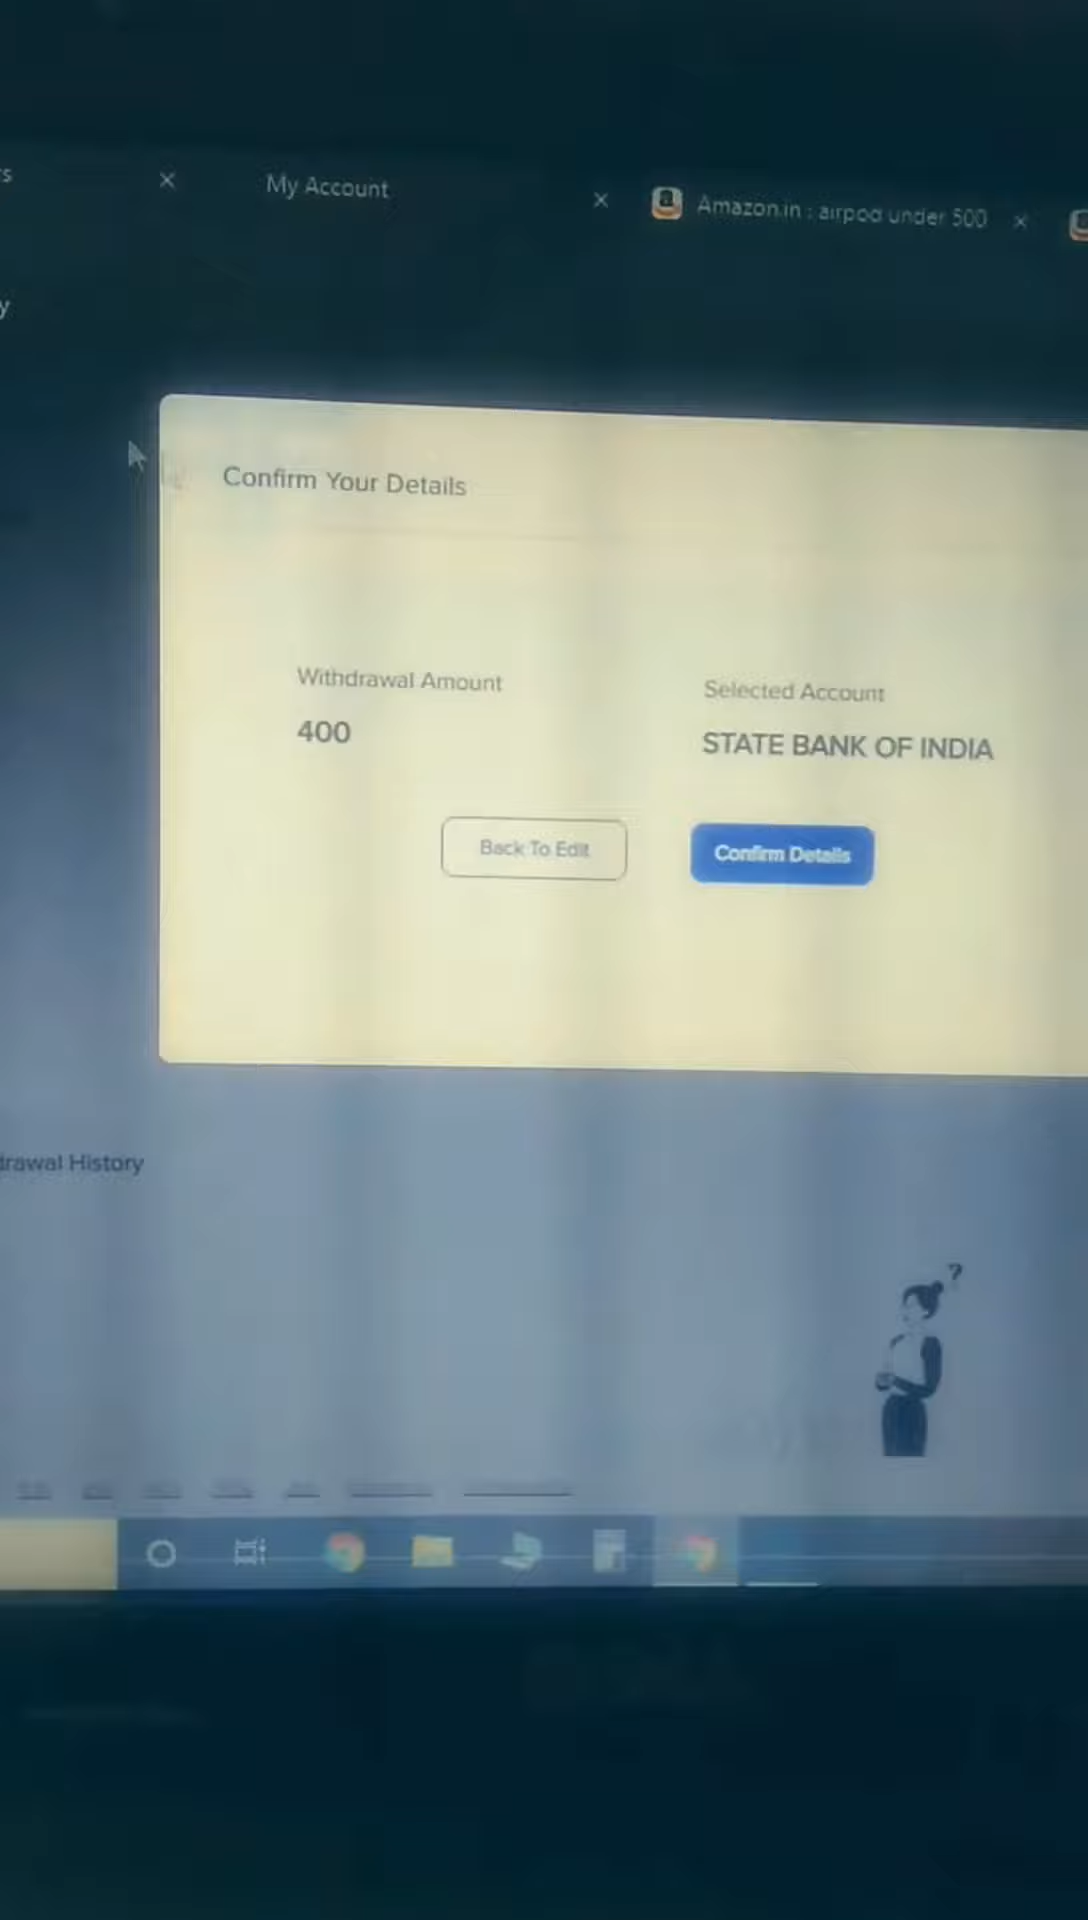 s
My Account
Amazon.in : airpod under 500
y
Confirm Your Details
Withdrawal Amount
Selected Account
400
STATE BANK OF INDIA
Back To Edit
Confirm Details
drawal History
?